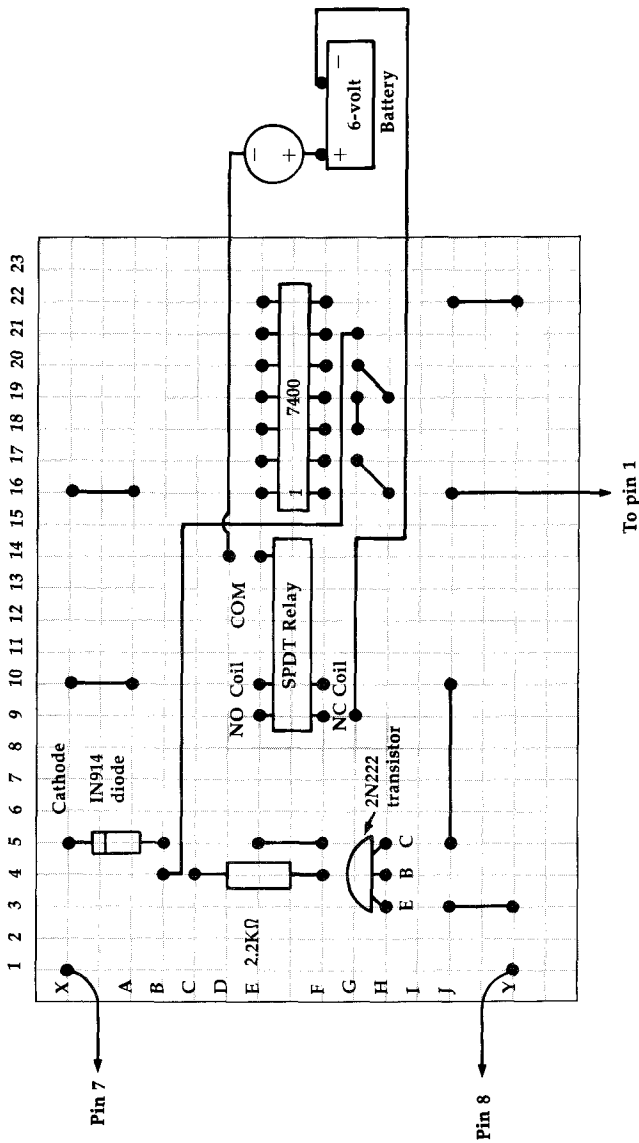 1 2 3 4 5 6 7 8 9 10 11 12 13 14 15 16 17 18 19 20 21 22 23
X
A
B
C
D
E
F
G
H
I
J
Y
Pin 7
Pin 8
To pin 1
Cathode
IN914
diode
2.2KΩ
NO Coil
COM
SPDT Relay
NC Coil
2N222
transistor
E B C
1 7400
−
+
+ −
6-volt
Battery